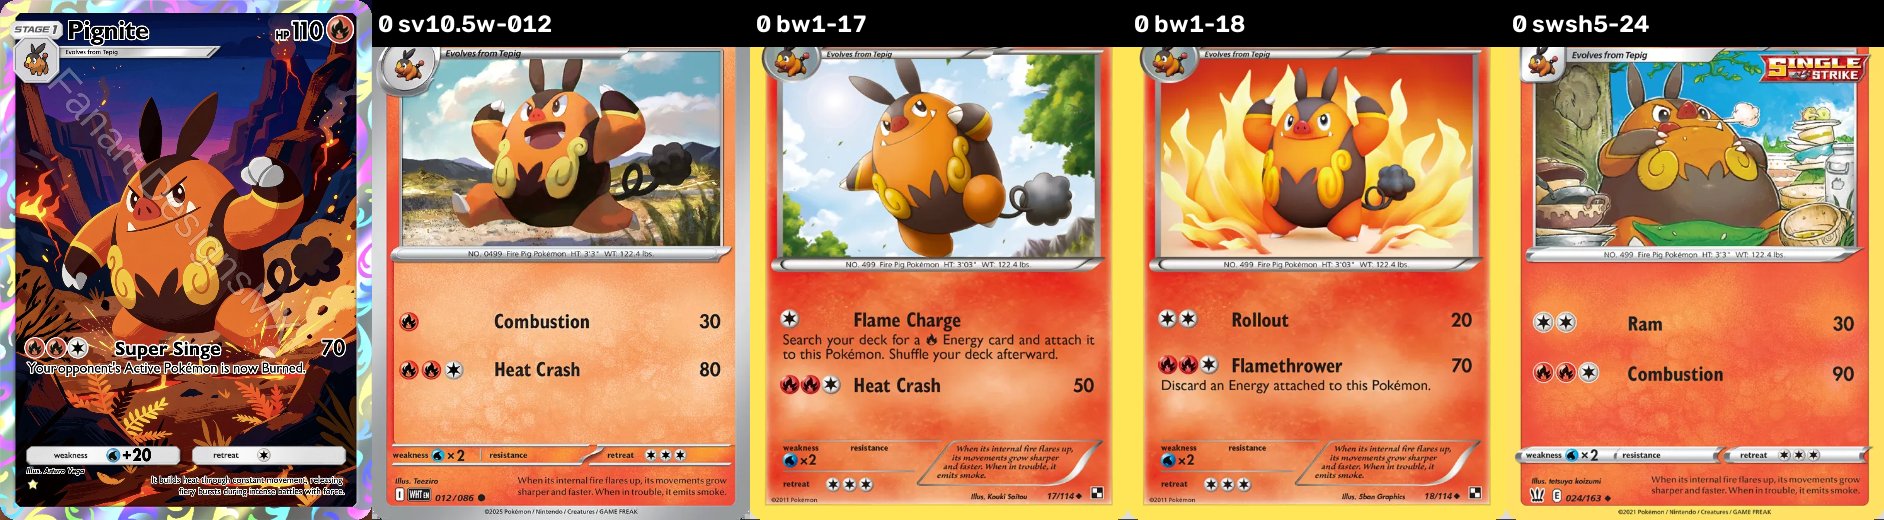 STAGE 1
Pignite
HP 110
Evolves from Tepig
Fanart DesignsMX
Super Singe 70
Your opponent's Active Pokémon is now Burned.
weakness +20
retreat
Illus. Arturo Vega
It builds heat through constant movement, releasing
fiery bursts during intense battles with force.
0 sv10.5w-012
Evolves from Tepig
NO. 0499 Fire Pig Pokémon HT: 3'3" WT: 122.4 lbs.
Combustion 30
Heat Crash 80
weakness ×2 resistance retreat
Illus. Teeziro
I WHT EN 012/086
When its internal fire flares up, its movements grow
sharper and faster. When in trouble, it emits smoke.
©2025 Pokémon / Nintendo / Creatures / GAME FREAK
0 bw1-17
Evolves from Tepig
NO. 499 Fire Pig Pokémon HT: 3'03" WT: 122.4 lbs.
Flame Charge
Search your deck for a Energy card and attach it
to this Pokémon. Shuffle your deck afterward.
Heat Crash 50
weakness resistance
×2
retreat
When its internal fire flares up,
its movements grow sharper
and faster. When in trouble, it
emits smoke.
©2011 Pokémon
Illus. Kouki Saitou 17/114
0 bw1-18
Evolves from Tepig
NO. 499 Fire Pig Pokémon HT: 3'03" WT: 122.4 lbs.
Rollout 20
Flamethrower 70
Discard an Energy attached to this Pokémon.
weakness resistance
×2
retreat
When its internal fire flares up,
its movements grow sharper
and faster. When in trouble, it
emits smoke.
©2011 Pokémon
Illus. 5ban Graphics 18/114
0 swsh5-24
Evolves from Tepig
SINGLE
STRIKE
NO. 499 Fire Pig Pokémon HT: 3'3" WT: 122.4 lbs.
Ram 30
Combustion 90
weakness ×2 resistance retreat
Illus. tetsuya koizumi
E 024/163
When its internal fire flares up, its movements grow
sharper and faster. When in trouble, it emits smoke.
©2021 Pokémon / Nintendo / Creatures / GAME FREAK